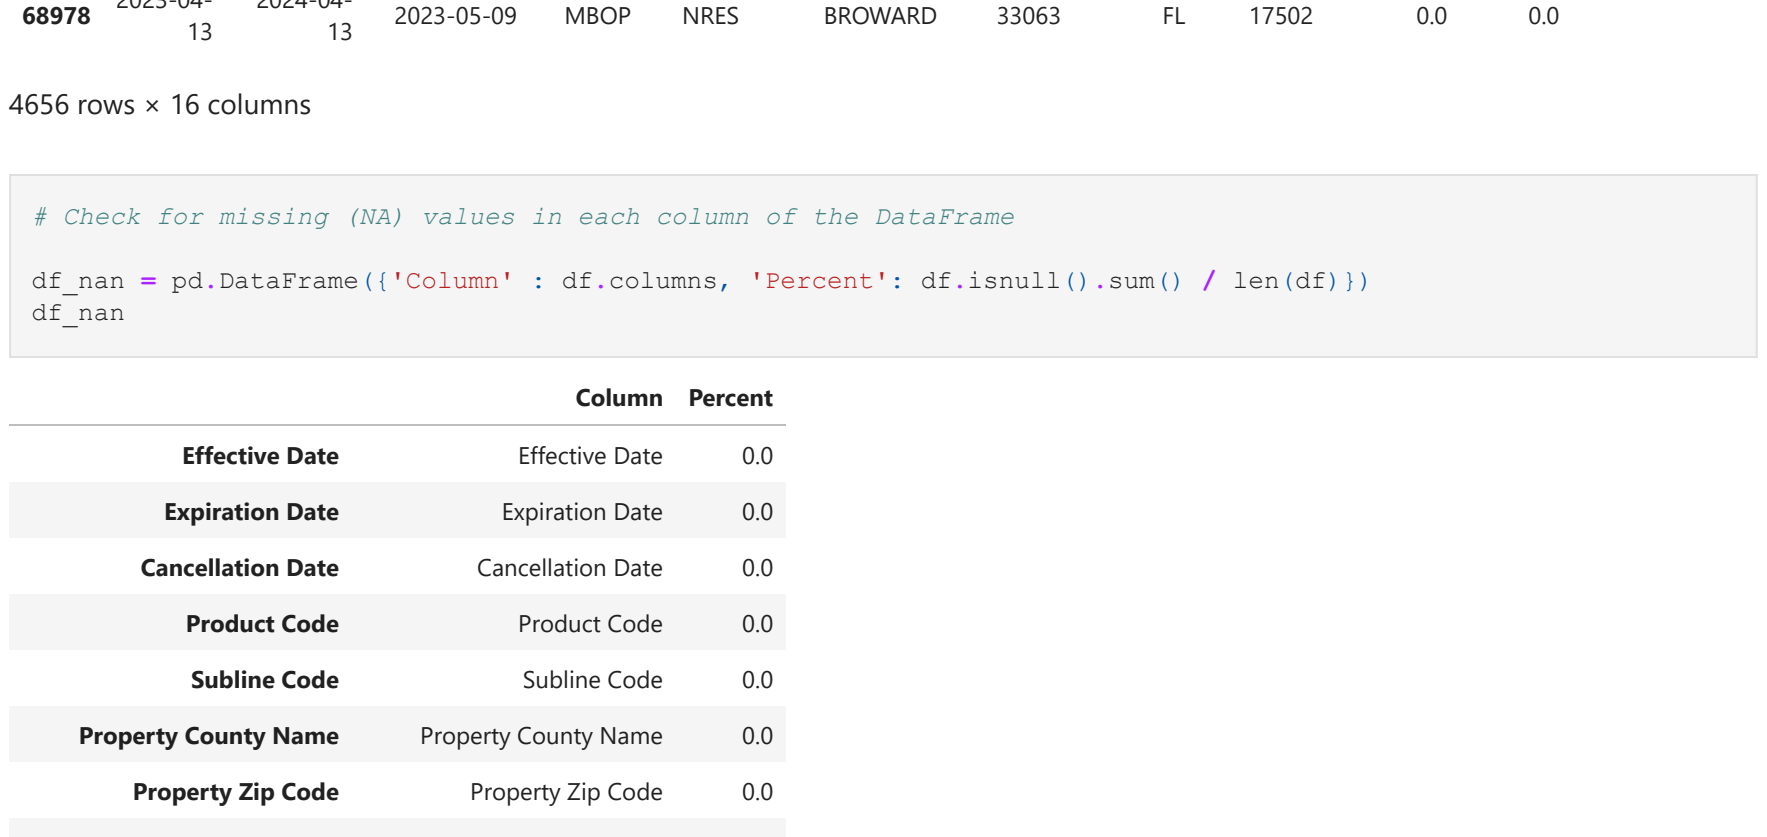 2023-04- 2024-04-
68978 2023-05-09 MBOP NRES BROWARD 33063 FL 17502 0.0 0.0
13 13
4656 rows × 16 columns
# Check for missing (NA) values in each column of the DataFrame
df_nan = pd.DataFrame({'Column' : df.columns, 'Percent': df.isnull().sum() / len(df)})
df_nan
Column Percent
Effective Date Effective Date 0.0
Expiration Date Expiration Date 0.0
Cancellation Date Cancellation Date 0.0
Product Code Product Code 0.0
Subline Code Subline Code 0.0
Property County Name Property County Name 0.0
Property Zip Code Property Zip Code 0.0